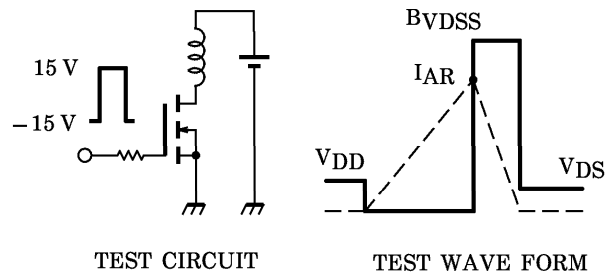 15 V
−15 V
TEST CIRCUIT
BVDSS
IAR
VDD
VDS
TEST WAVE FORM